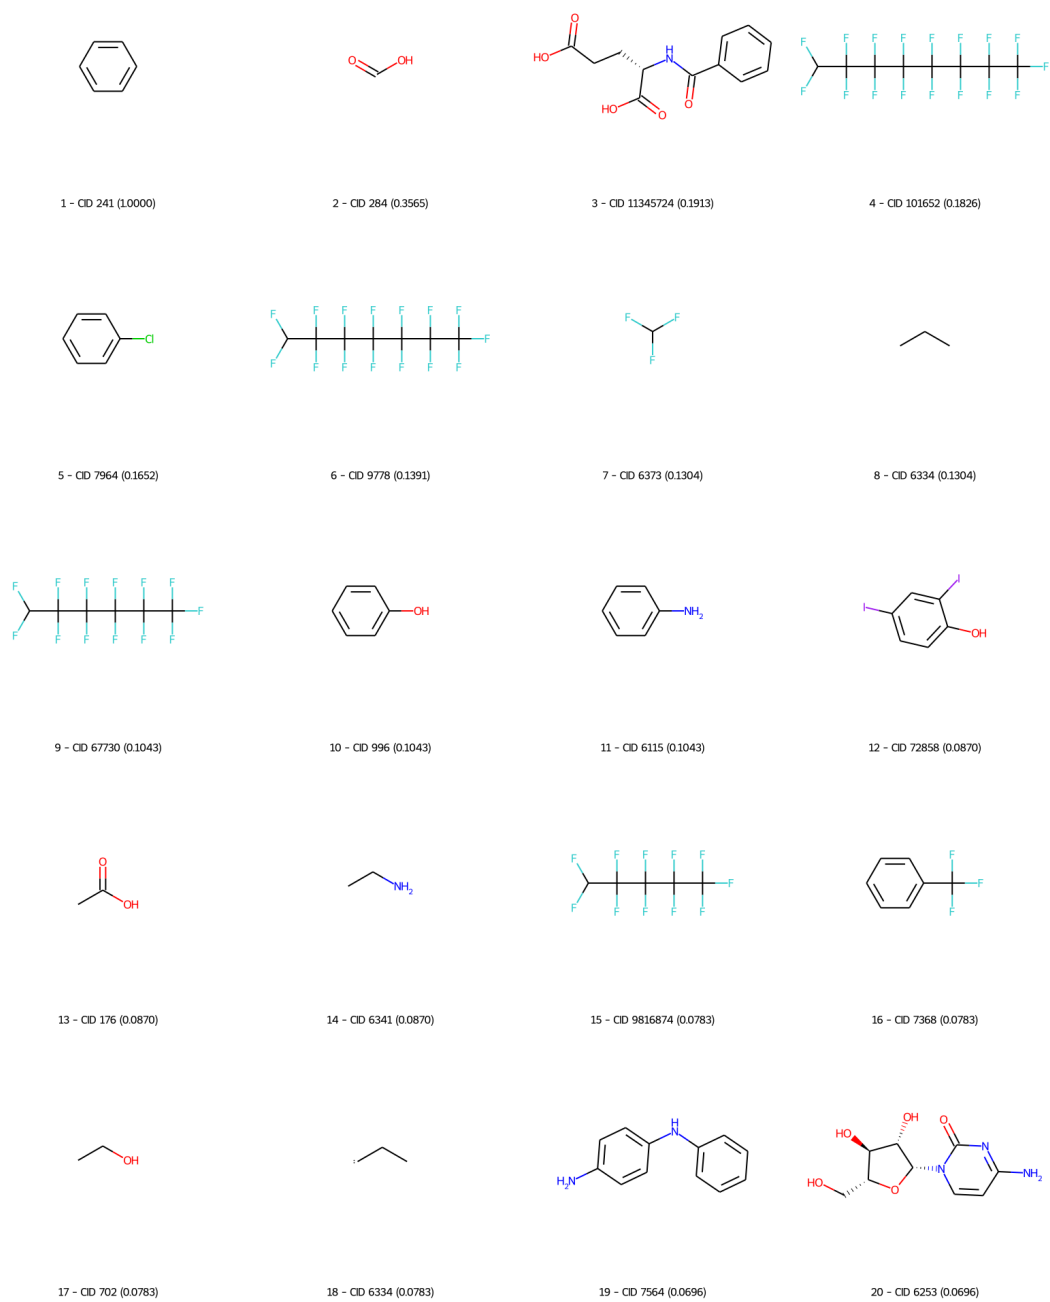 O OH
O HO HO O NH O
F F F F F F F F F F F F F F F F F
1 - CID 241 (1.0000)
2 - CID 284 (0.3565)
3 - CID 11345724 (0.1913)
4 - CID 101652 (0.1826)
Cl
F F F F F F F F F F F F F F F
F F F
5 - CID 7964 (0.1652)
6 - CID 9778 (0.1391)
7 - CID 6373 (0.1304)
8 - CID 6334 (0.1304)
F F F F F F F F F F F F F
OH
NH2
I I OH
9 - CID 67730 (0.1043)
10 - CID 996 (0.1043)
11 - CID 6115 (0.1043)
12 - CID 72858 (0.0870)
O OH
NH2
F F F F F F F F F F F
F F F
13 - CID 176 (0.0870)
14 - CID 6341 (0.0870)
15 - CID 9816874 (0.0783)
16 - CID 7368 (0.0783)
OH
H2N H N
HO OH HO O O N N NH2
17 - CID 702 (0.0783)
18 - CID 6334 (0.0783)
19 - CID 7564 (0.0696)
20 - CID 6253 (0.0696)